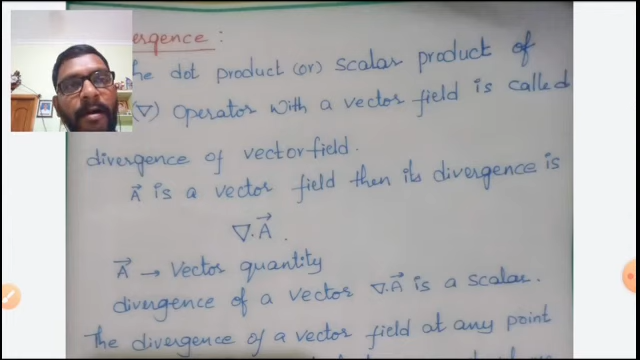 ergence :
he dot product (or) scalar product of
(∇) operator with a vector field is called
divergence of vector field.
A⃗ is a vector field then its divergence is
∇.A⃗.
A⃗ → Vector quantity
divergence of a vector ∇.A⃗ is a scalar.
The divergence of a vector field at any point